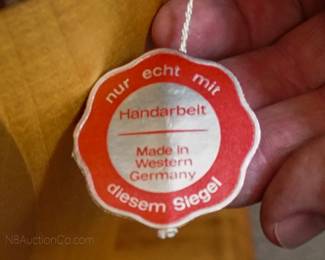 nur echt mit
Handarbeit
Made in
Western
Germany
diesem Siegel
NBAuctionCo.com